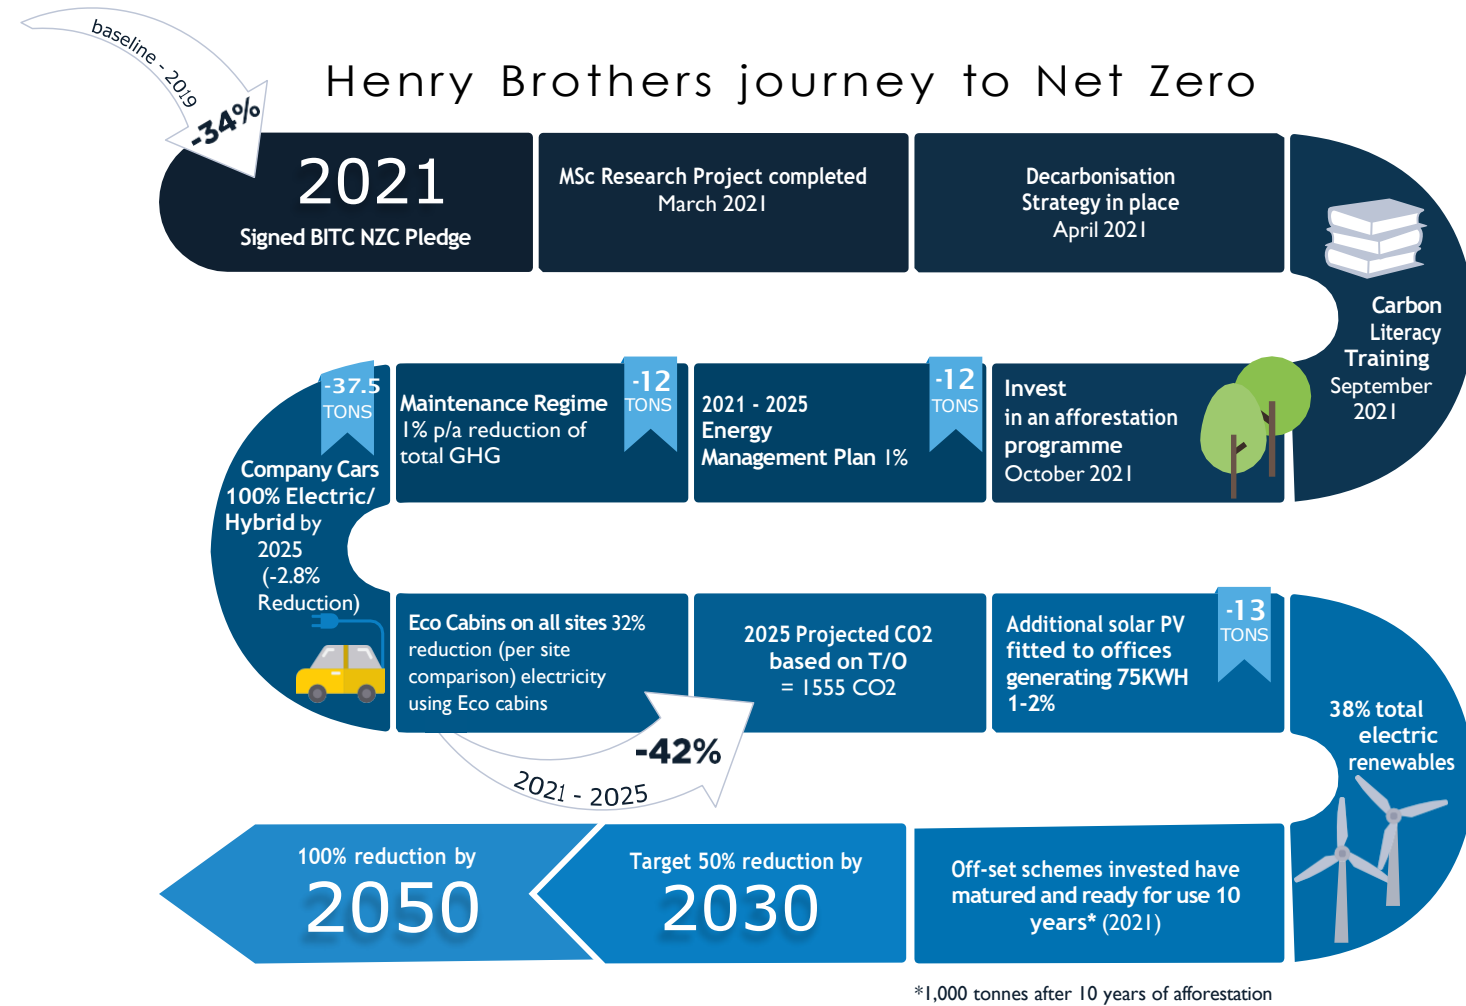 Henry Brothers journey to Net Zero
baseline - 2019
-34%
2021
Signed BITC NZC Pledge
MSc Research Project completed
March 2021
Decarbonisation
Strategy in place
April 2021
Carbon
Literacy
Training
September
2021
Invest
in an afforestation
programme
October 2021
-12
TONS
2021 - 2025
Energy
Management Plan 1%
-12
TONS
Maintenance Regime
1% p/a reduction of
total GHG
-37.5
TONS
Company Cars
100% Electric/
Hybrid by
2025
(-2.8%
Reduction)
Eco Cabins on all sites 32%
reduction (per site
comparison) electricity
using Eco cabins
2021 - 2025
-42%
2025 Projected CO2
based on T/O
= 1555 CO2
-13
TONS
Additional solar PV
fitted to offices
generating 75KWH
1-2%
38% total
electric
renewables
Off-set schemes invested have
matured and ready for use 10
years* (2021)
Target 50% reduction by
2030
100% reduction by
2050
*1,000 tonnes after 10 years of afforestation